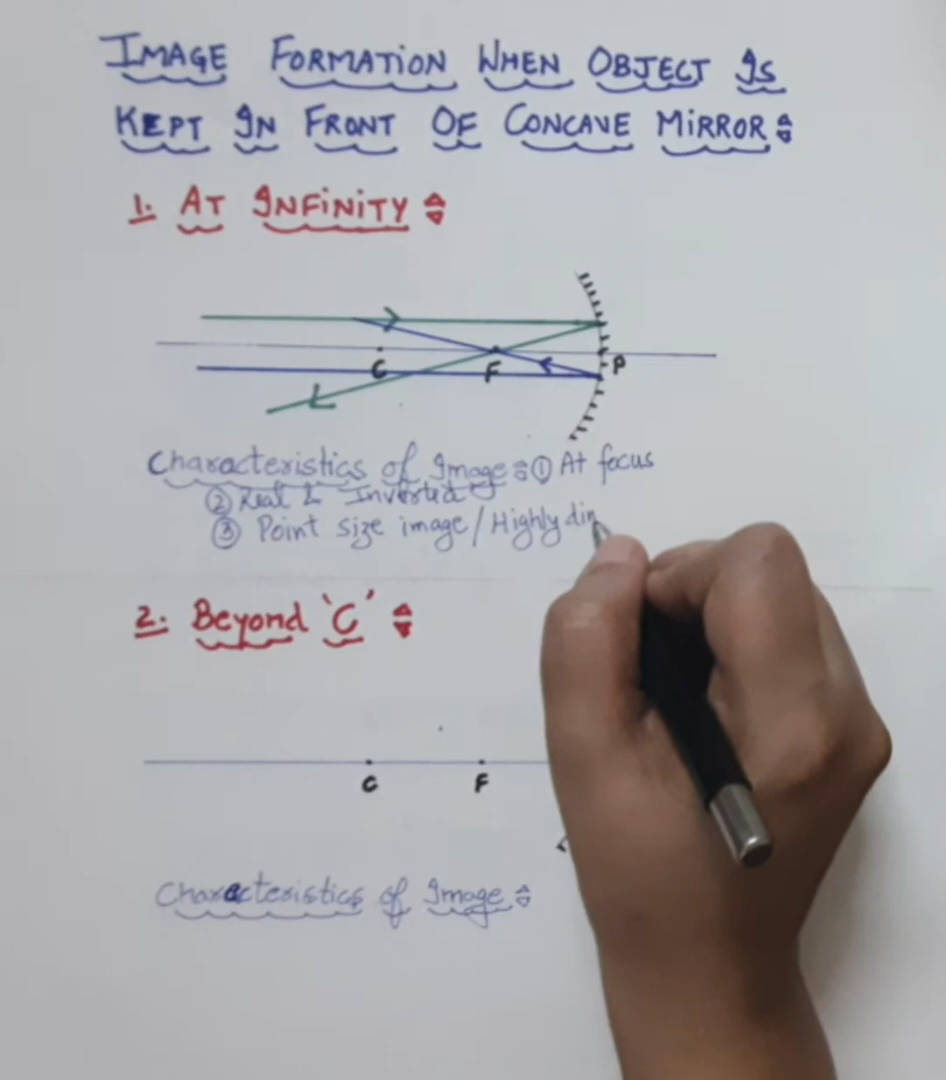 IMAGE FORMATION WHEN OBJECT IS
KEPT IN FRONT OF CONCAVE MIRROR:
1. AT INFINITY:
C F P
Characteristics of Image: ① At focus
② Real & Inverted
③ Point size image/Highly dim
2. Beyond 'C':
C F
Characteristics of Image: